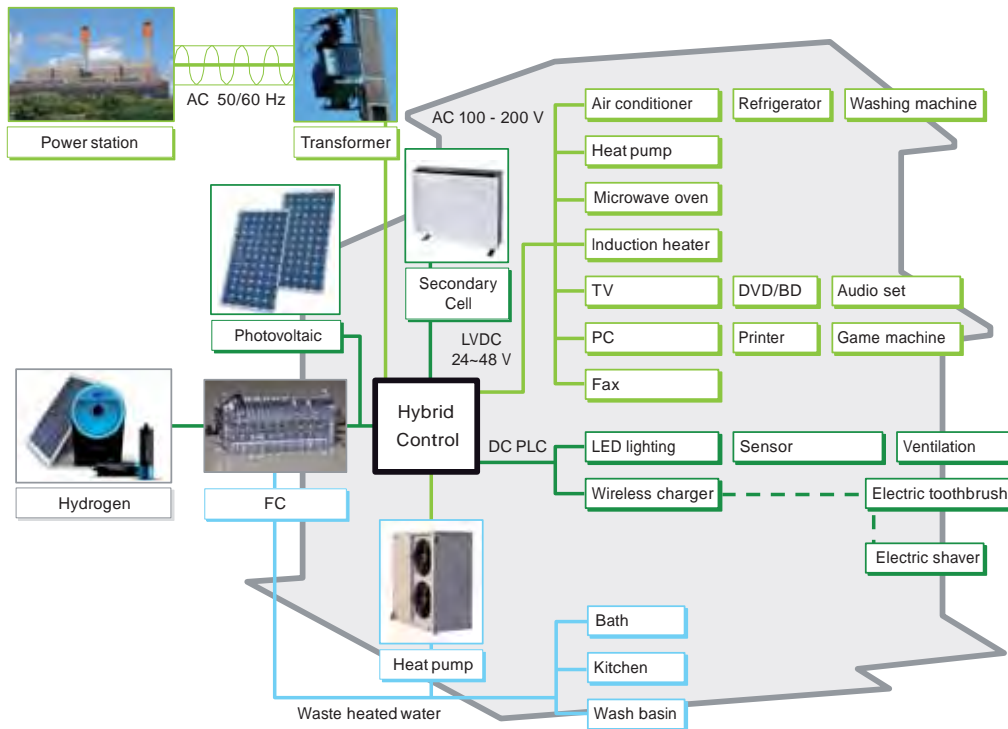 AC 50/60 Hz
Power station
Transformer
AC 100 - 200 V
Air conditioner
Refrigerator
Washing machine
Heat pump
Microwave oven
Induction heater
TV
DVD/BD
Audio set
PC
Printer
Game machine
Fax
Secondary
Cell
Photovoltaic
LVDC
24~48 V
Hybrid
Control
DC PLC
LED lighting
Sensor
Ventilation
Wireless charger
Electric toothbrush
Electric shaver
Hydrogen
FC
Heat pump
Bath
Kitchen
Wash basin
Waste heated water